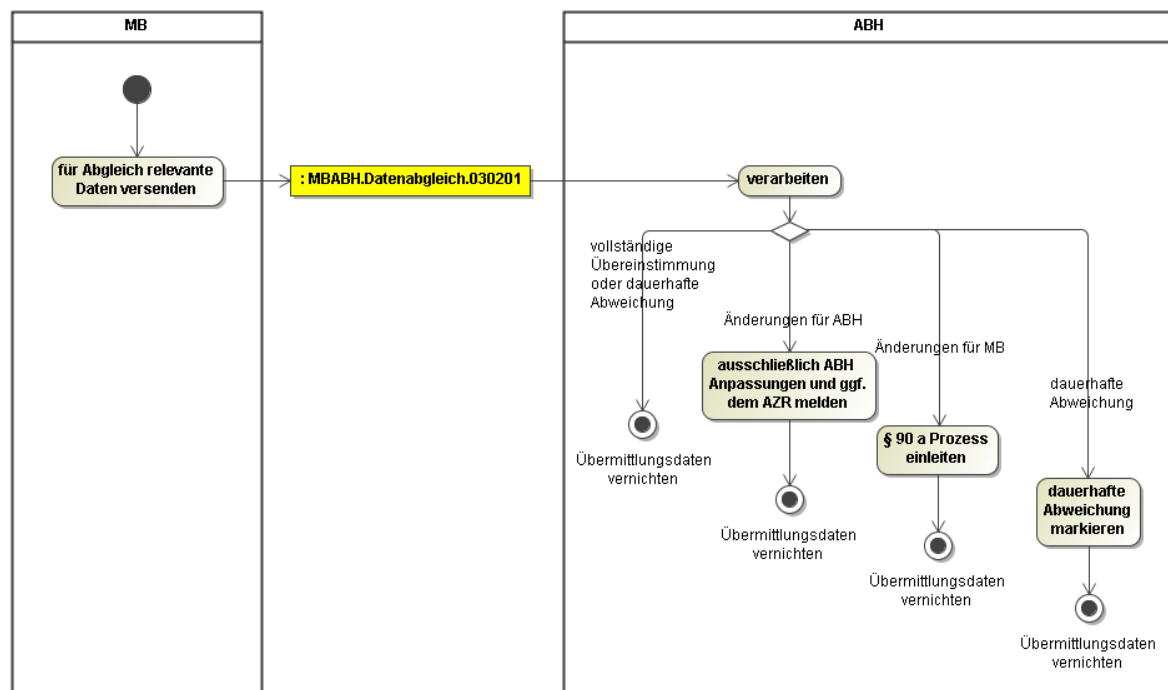 MB
ABH
für Abgleich relevante
Daten versenden
: MBABH.Datenabgleich.030201
verarbeiten
vollständige
Übereinstimmung
oder dauerhafte
Abweichung
Änderungen für ABH
Änderungen für MB
dauerhafte
Abweichung
ausschließlich ABH
Anpassungen und ggf.
dem AZR melden
§ 90 a Prozess
einleiten
dauerhafte
Abweichung
markieren
Übermittlungsdaten
vernichten
Übermittlungsdaten
vernichten
Übermittlungsdaten
vernichten
Übermittlungsdaten
vernichten